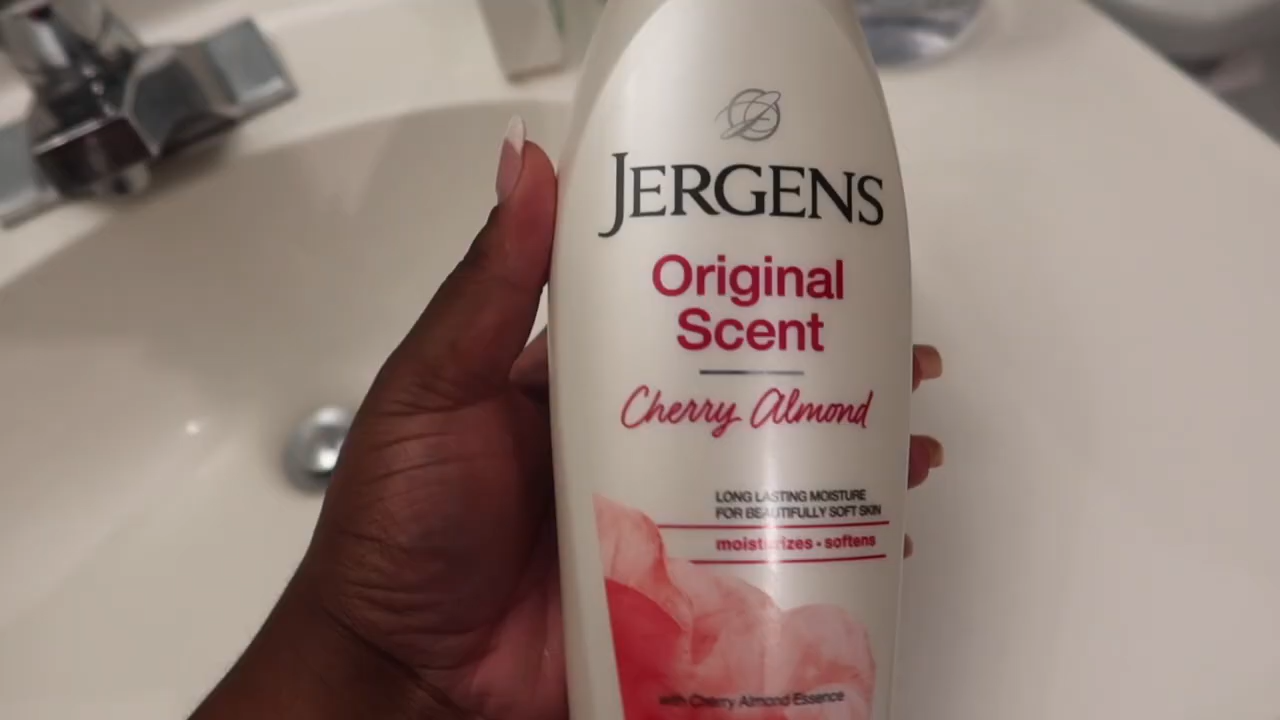 JERGENS
Original
Scent
Cherry Almond
LONG LASTING MOISTURE
FOR BEAUTIFULLY SOFT SKIN
moisturizes • softens
with Cherry Almond Essence